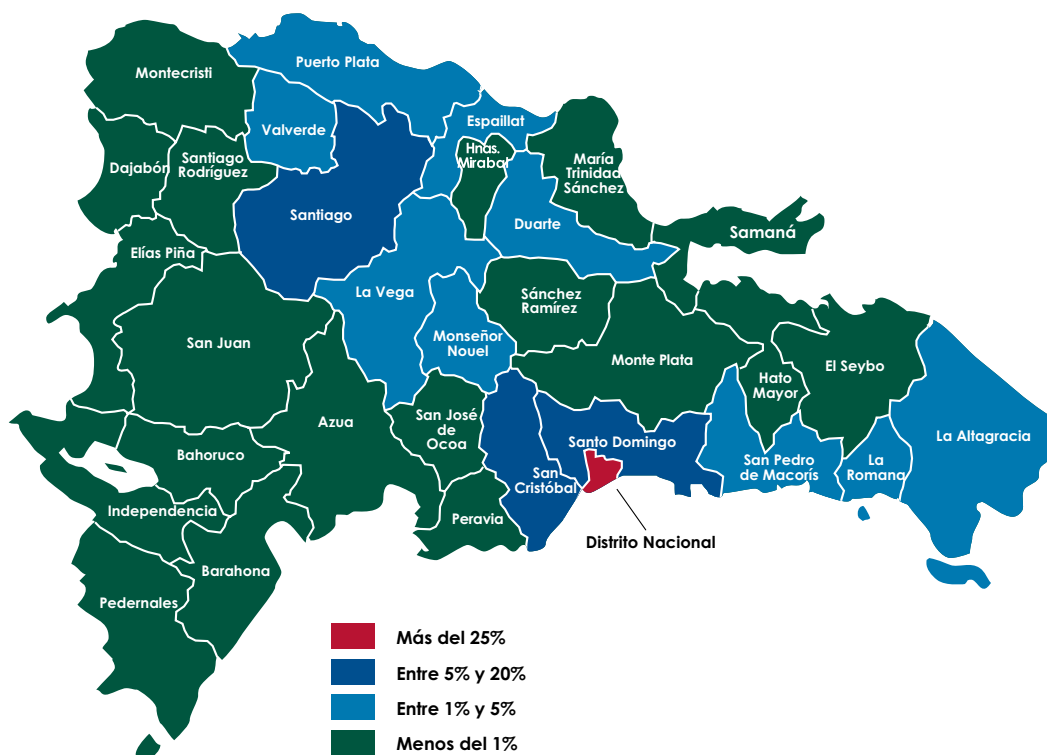 Puerto Plata
Montecristi
Espaillat
Valverde
Hnas.
Mirabal
María
Trinidad
Sánchez
Dajabón
Santiago
Rodríguez
Santiago
Duarte
Samaná
Elías Piña
La Vega
Sánchez
Ramírez
Monseñor
Nouel
San Juan
Monte Plata
El Seybo
Hato
Mayor
Azua
San José
de
Ocoa
Santo Domingo
La Altagracia
Bahoruco
San
Cristóbal
San Pedro
de Macorís
La
Romana
Independencia
Peravia
Distrito Nacional
Barahona
Pedernales
Más del 25%
Entre 5% y 20%
Entre 1% y 5%
Menos del 1%